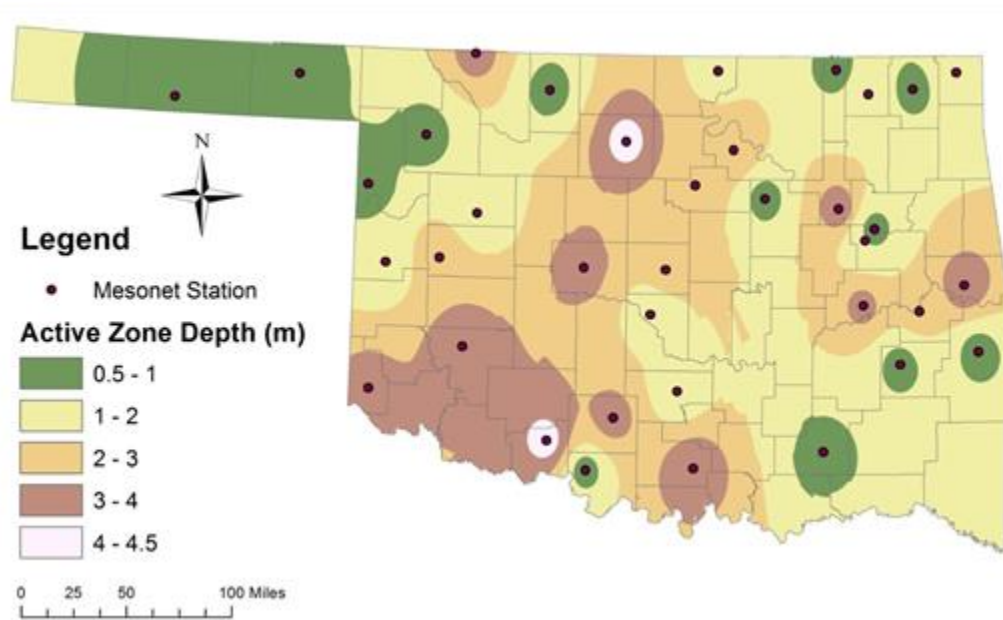 N
Legend
Mesonet Station
Active Zone Depth (m)
0.5 - 1
1 - 2
2 - 3
3 - 4
4 - 4.5
0 25 50 100 Miles